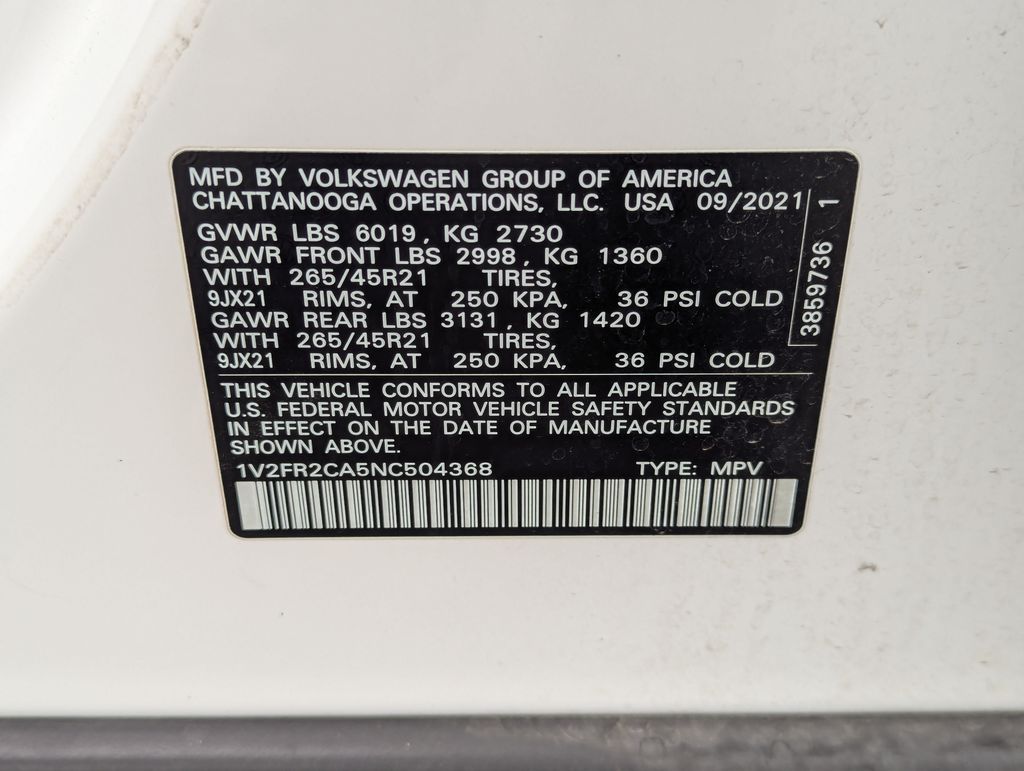 MFD BY VOLKSWAGEN GROUP OF AMERICA
CHATTANOOGA OPERATIONS, LLC. USA 09/2021
GVWR LBS 6019, KG 2730
GAWR FRONT LBS 2998, KG 1360
WITH 265/45R21 TIRES,
9JX21 RIMS, AT 250 KPA, 36 PSI COLD
GAWR REAR LBS 3131, KG 1420
WITH 265/45R21 TIRES,
9JX21 RIMS, AT 250 KPA, 36 PSI COLD
3859736 1
THIS VEHICLE CONFORMS TO ALL APPLICABLE
U.S. FEDERAL MOTOR VEHICLE SAFETY STANDARDS
IN EFFECT ON THE DATE OF MANUFACTURE
SHOWN ABOVE.
1V2FR2CA5NC504368 TYPE: MPV